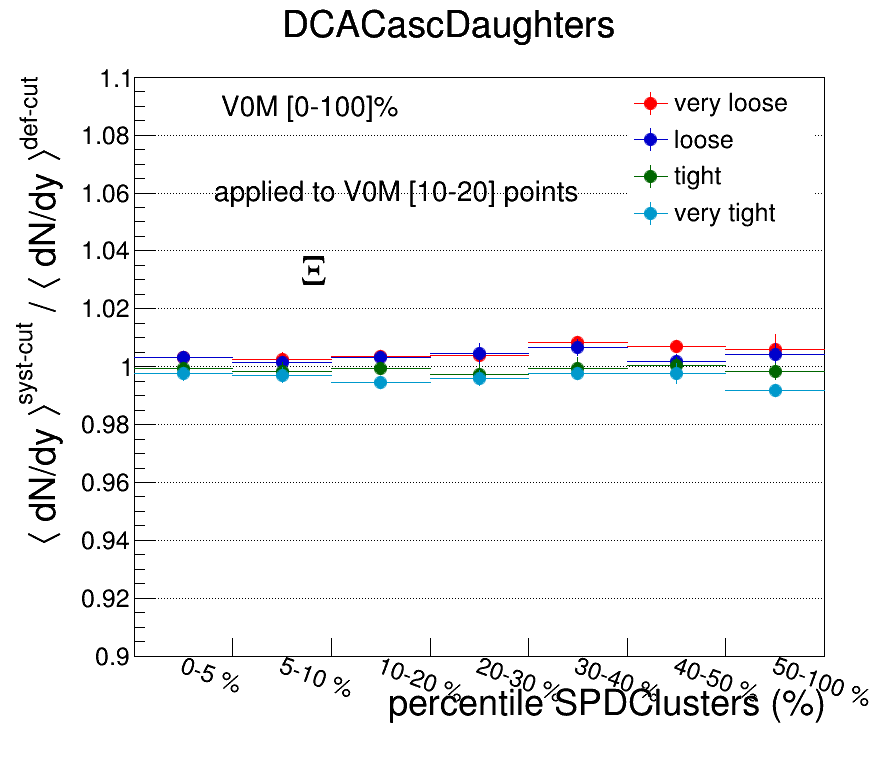 DCACascDaughters
⟨ dN/dy ⟩^syst-cut / ⟨ dN/dy ⟩^def-cut
1.1
1.08
1.06
1.04
1.02
1
0.98
0.96
0.94
0.92
0.9
V0M [0-100]%
applied to V0M [10-20] points
Ξ
very loose
loose
tight
very tight
0-5 %
5-10 %
10-20 %
20-30 %
30-40 %
40-50 %
50-100 %
percentile SPDClusters (%)